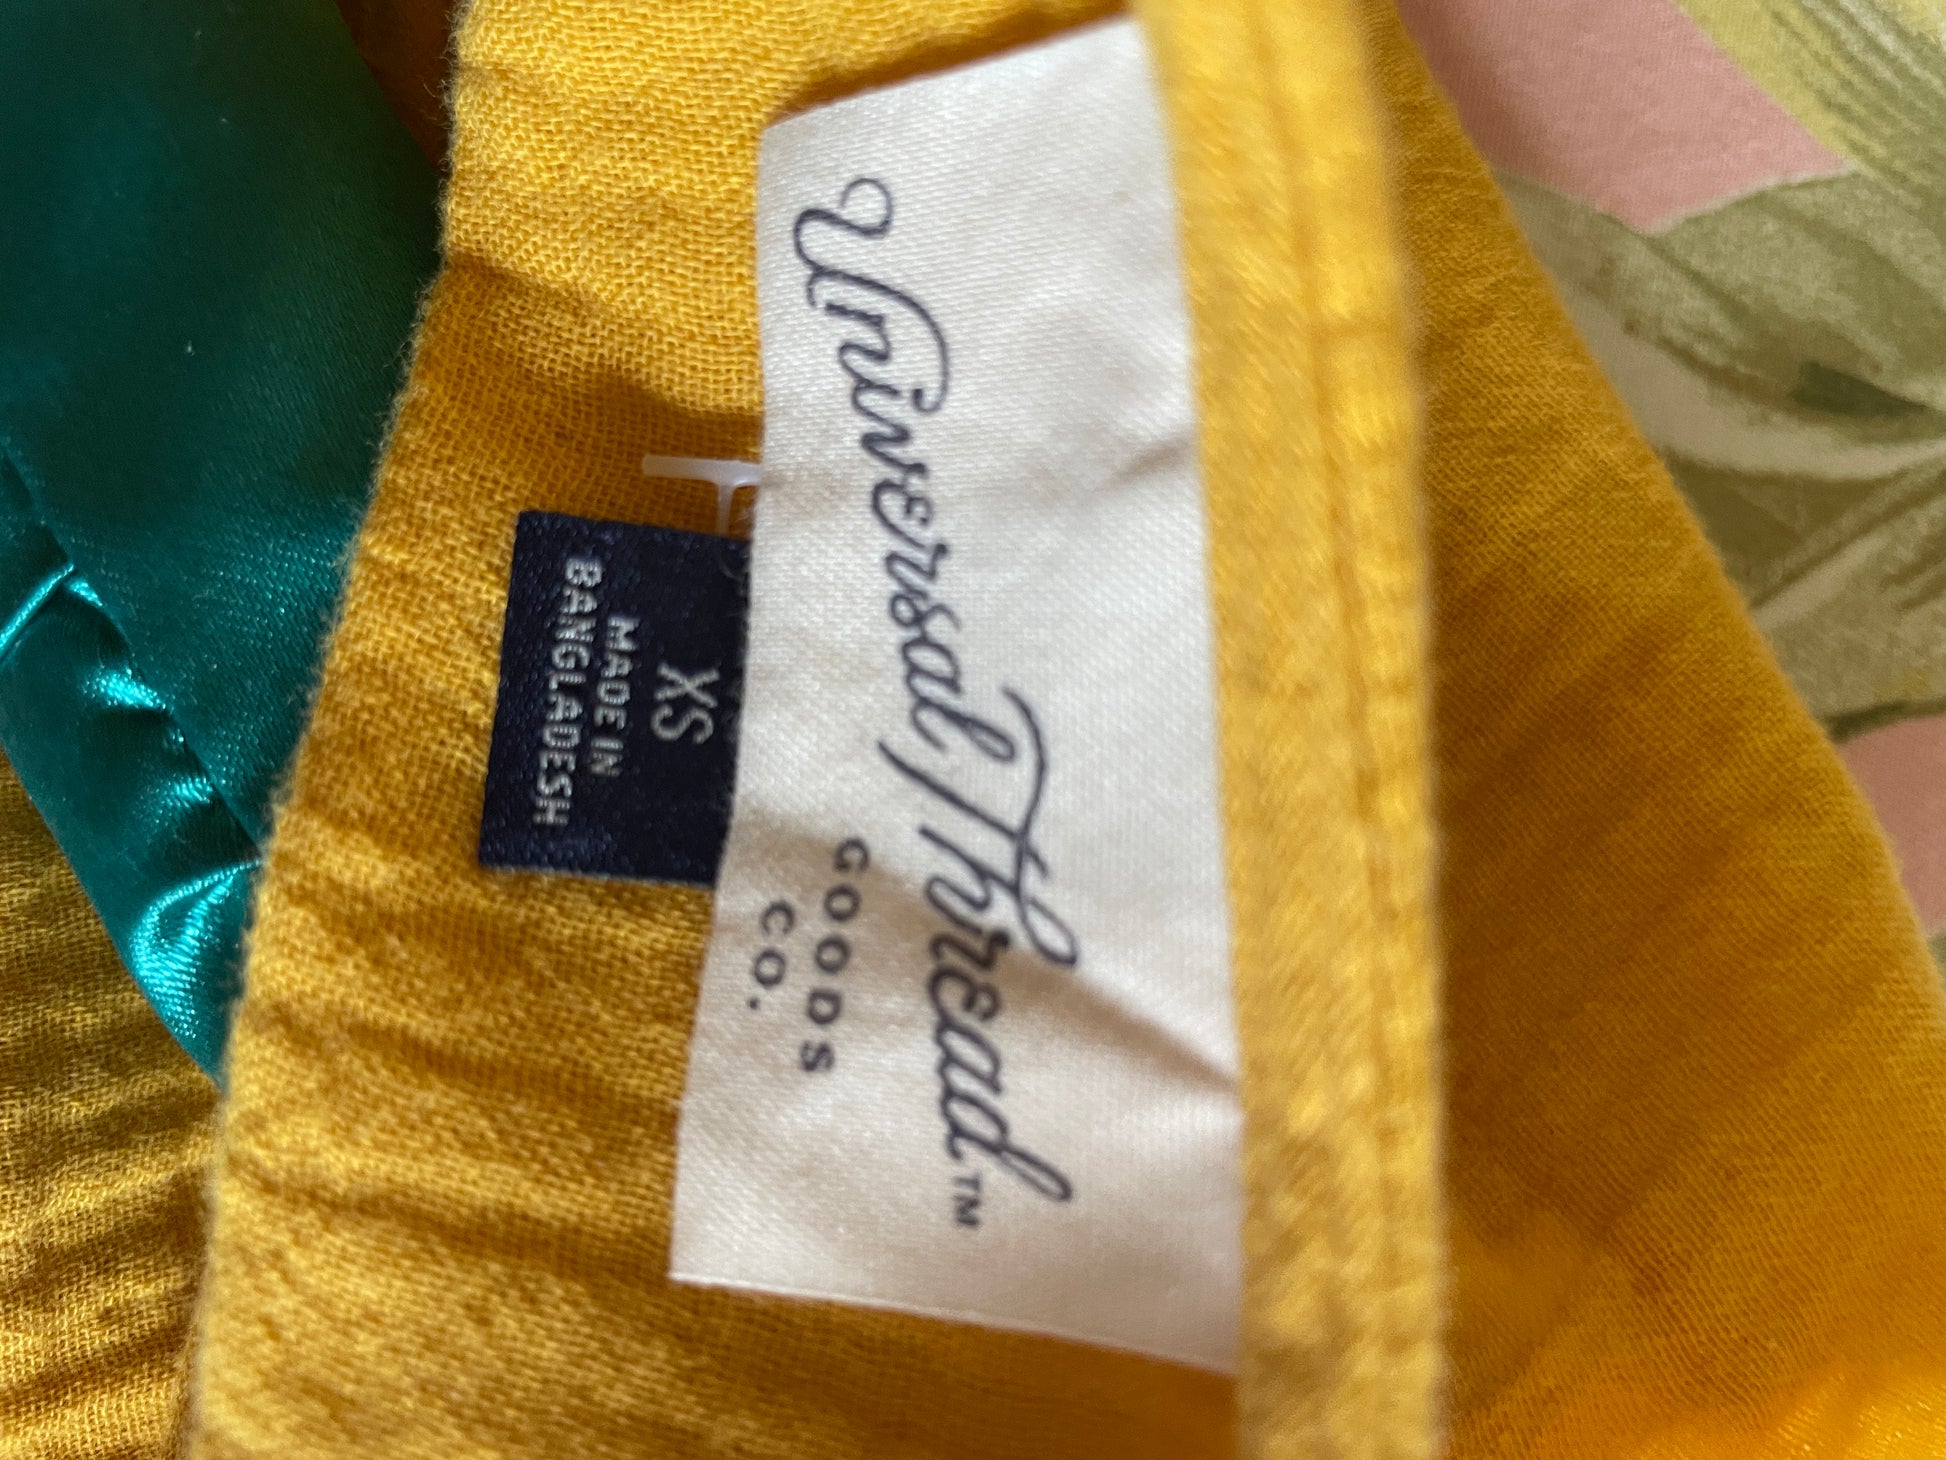 Universal Thread™
GOODS
CO.
XS
MADE IN
BANGLADESH